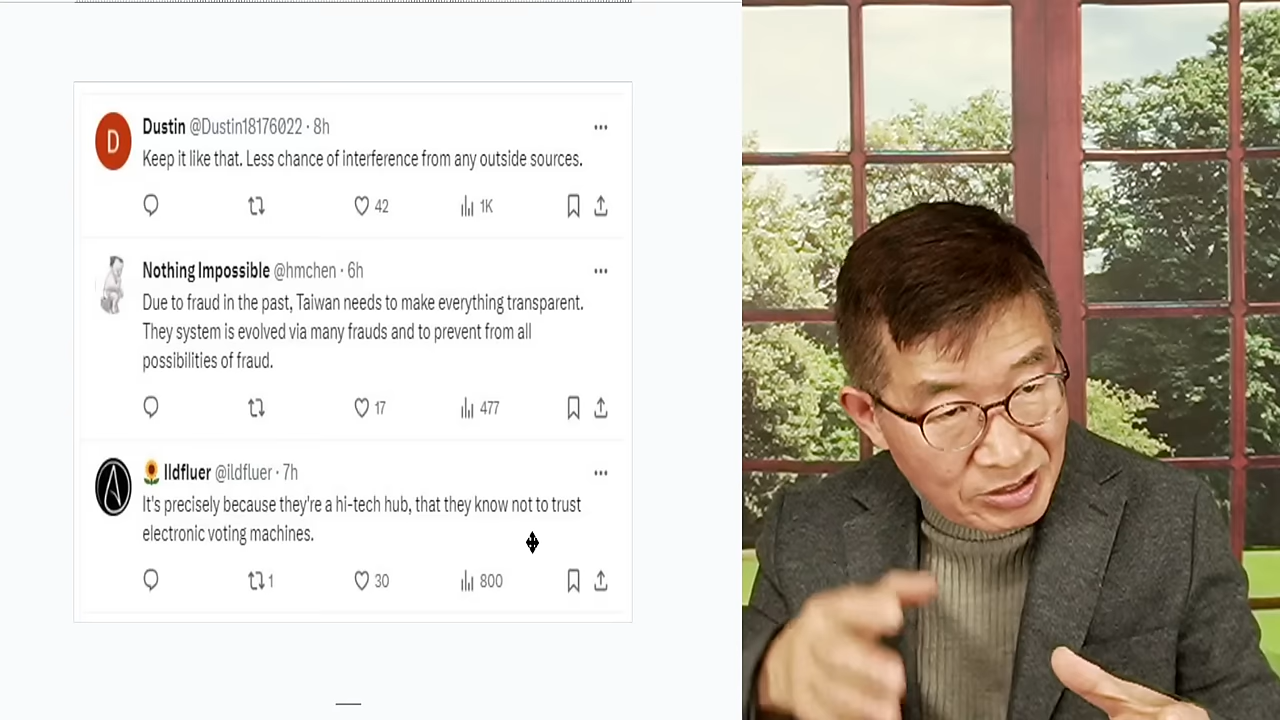 D
Dustin @Dustin18176022 · 8h
Keep it like that. Less chance of interference from any outside sources.
42
1K
Nothing Impossible @hmchen · 6h
Due to fraud in the past, Taiwan needs to make everything transparent.
They system is evolved via many frauds and to prevent from all
possibilities of fraud.
17
477
🌻 Ildfluer @ildfluer · 7h
It's precisely because they're a hi-tech hub, that they know not to trust
electronic voting machines.
1
30
800